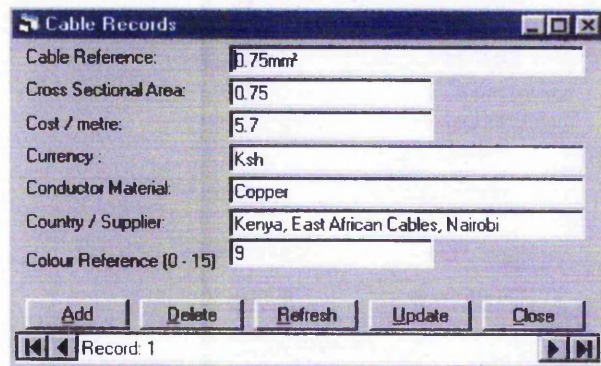 Cable Records
Cable Reference: 0.75mm²
Cross Sectional Area: 0.75
Cost / metre: 5.7
Currency : Ksh
Conductor Material: Copper
Country / Supplier: Kenya, East African Cables, Nairobi
Colour Reference (0 - 15) 9
Add Delete Refresh Update Close
Record: 1